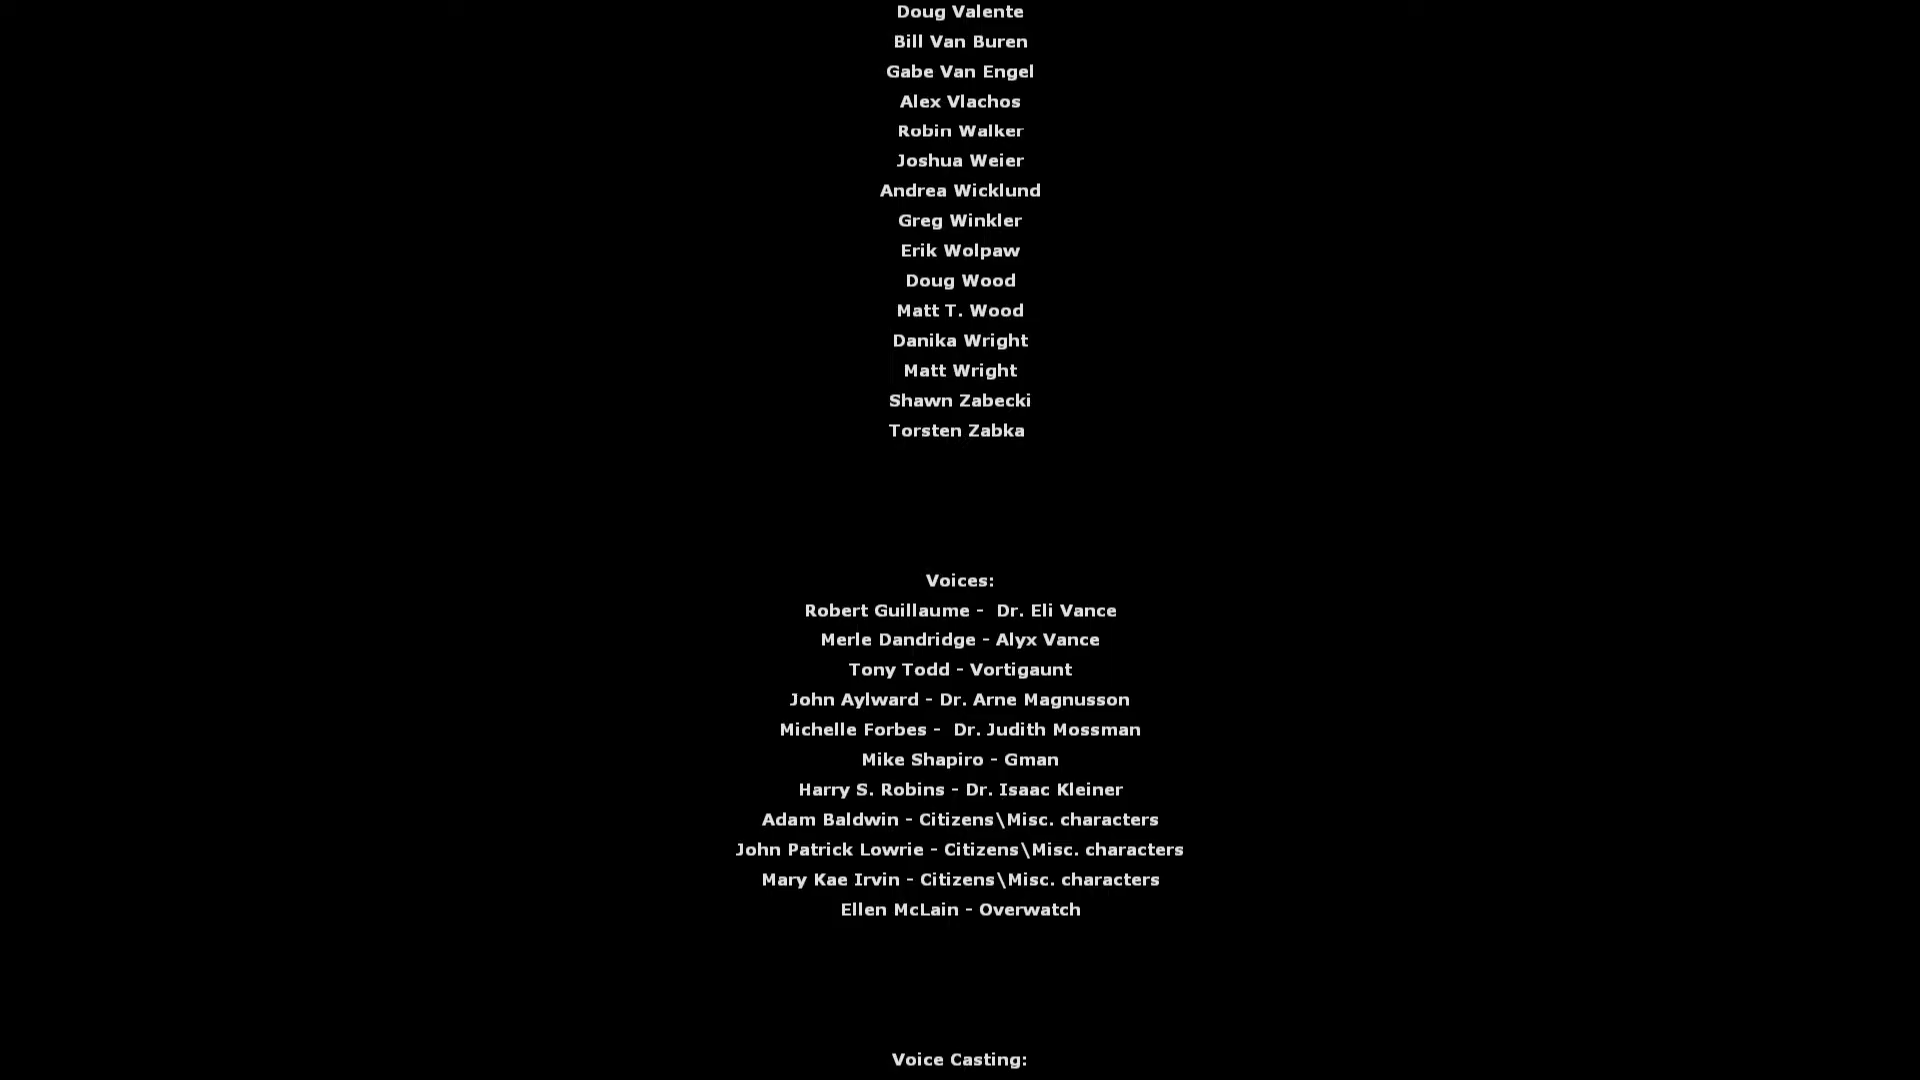 Doug Valente
Bill Van Buren
Gabe Van Engel
Alex Vlachos
Robin Walker
Joshua Weier
Andrea Wicklund
Greg Winkler
Erik Wolpaw
Doug Wood
Matt T. Wood
Danika Wright
Matt Wright
Shawn Zabecki
Torsten Zabka
Voices:
Robert Guillaume -  Dr. Eli Vance
Merle Dandridge - Alyx Vance
Tony Todd - Vortigaunt
John Aylward - Dr. Arne Magnusson
Michelle Forbes -  Dr. Judith Mossman
Mike Shapiro - Gman
Harry S. Robins - Dr. Isaac Kleiner
Adam Baldwin - Citizens\Misc. characters
John Patrick Lowrie - Citizens\Misc. characters
Mary Kae Irvin - Citizens\Misc. characters
Ellen McLain - Overwatch
Voice Casting: